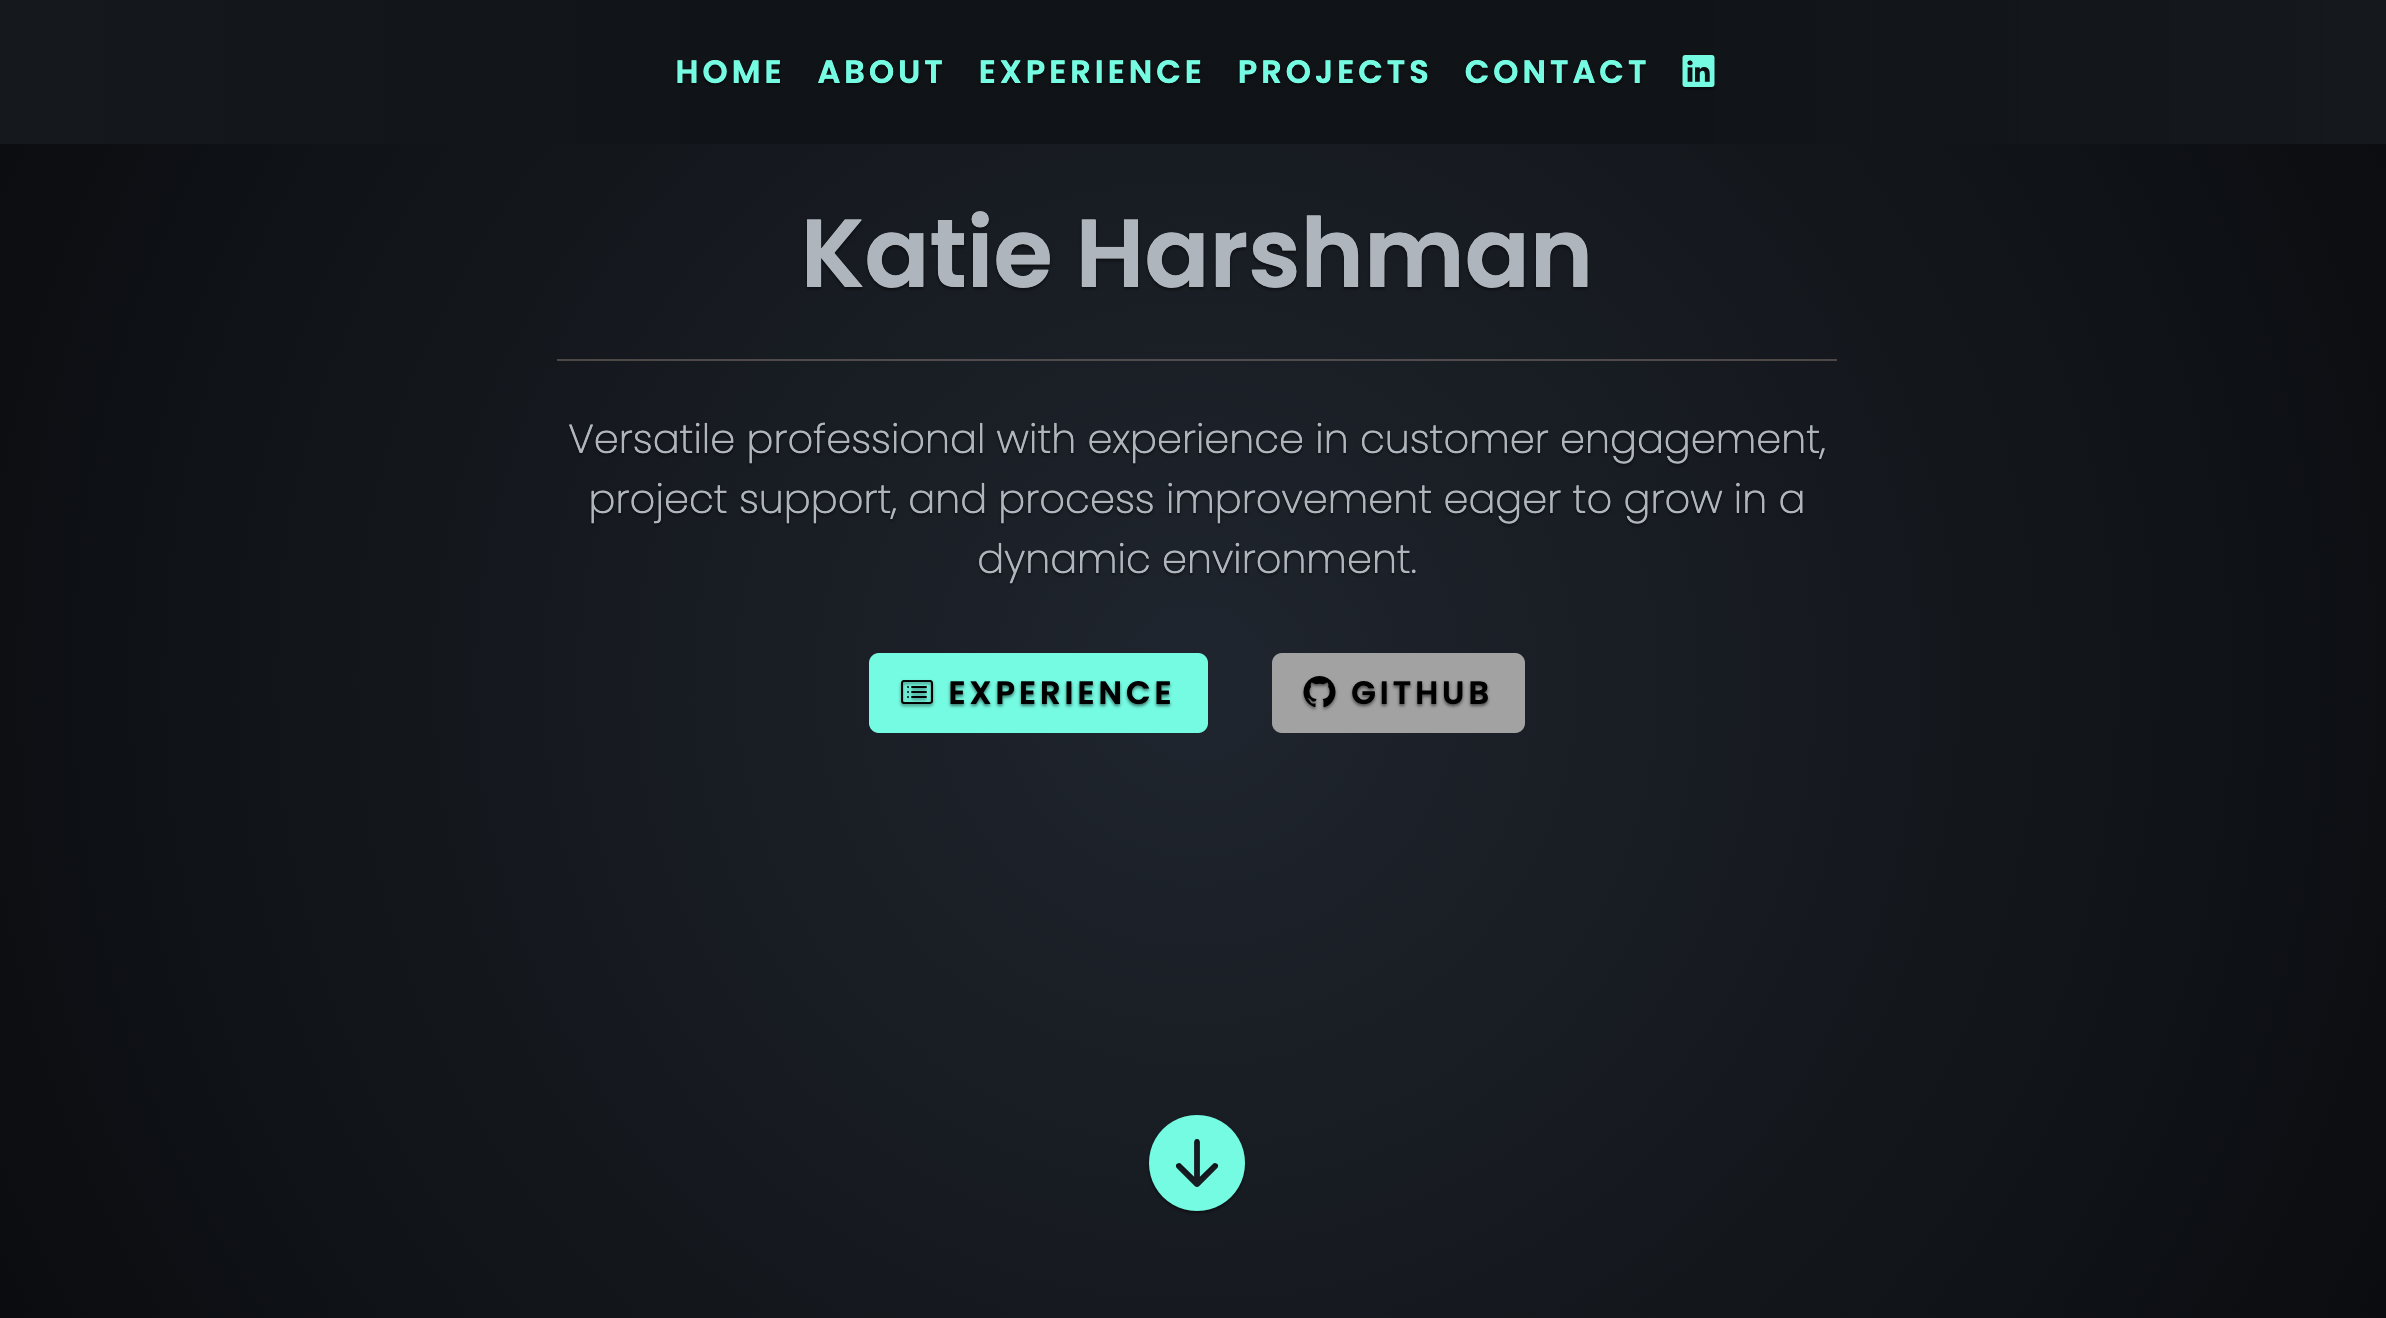 HOME ABOUT EXPERIENCE PROJECTS CONTACT in
Katie Harshman
Versatile professional with experience in customer engagement,
project support, and process improvement eager to grow in a
dynamic environment.
EXPERIENCE GITHUB